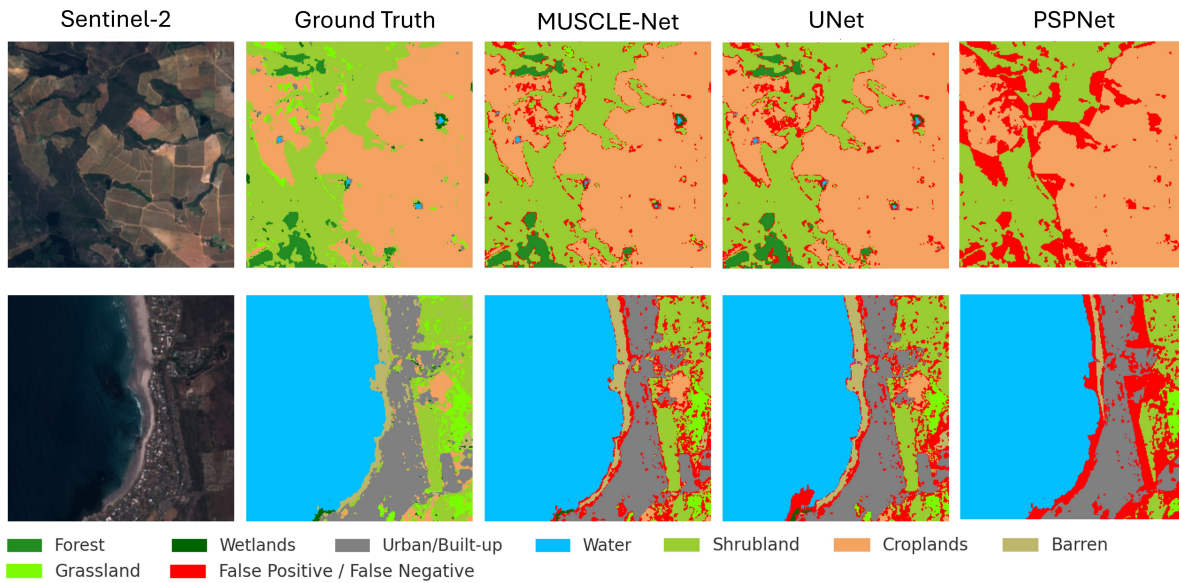 Sentinel-2 Ground Truth MUSCLE-Net UNet PSPNet
Forest Wetlands Urban/Built-up Water Shrubland Croplands Barren
Grassland False Positive / False Negative